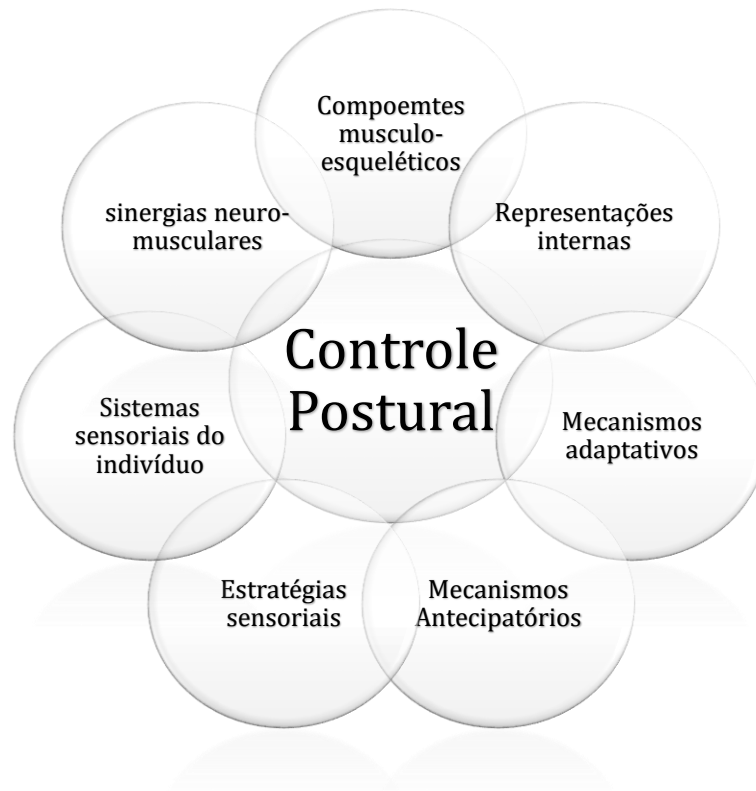 Compoemtes
musculo-
esqueléticos
Representações
internas
Mecanismos
adaptativos
Mecanismos
Antecipatórios
Estratégias
sensoriais
Sistemas
sensoriais do
indivíduo
sinergias neuro-
musculares
Controle
Postural